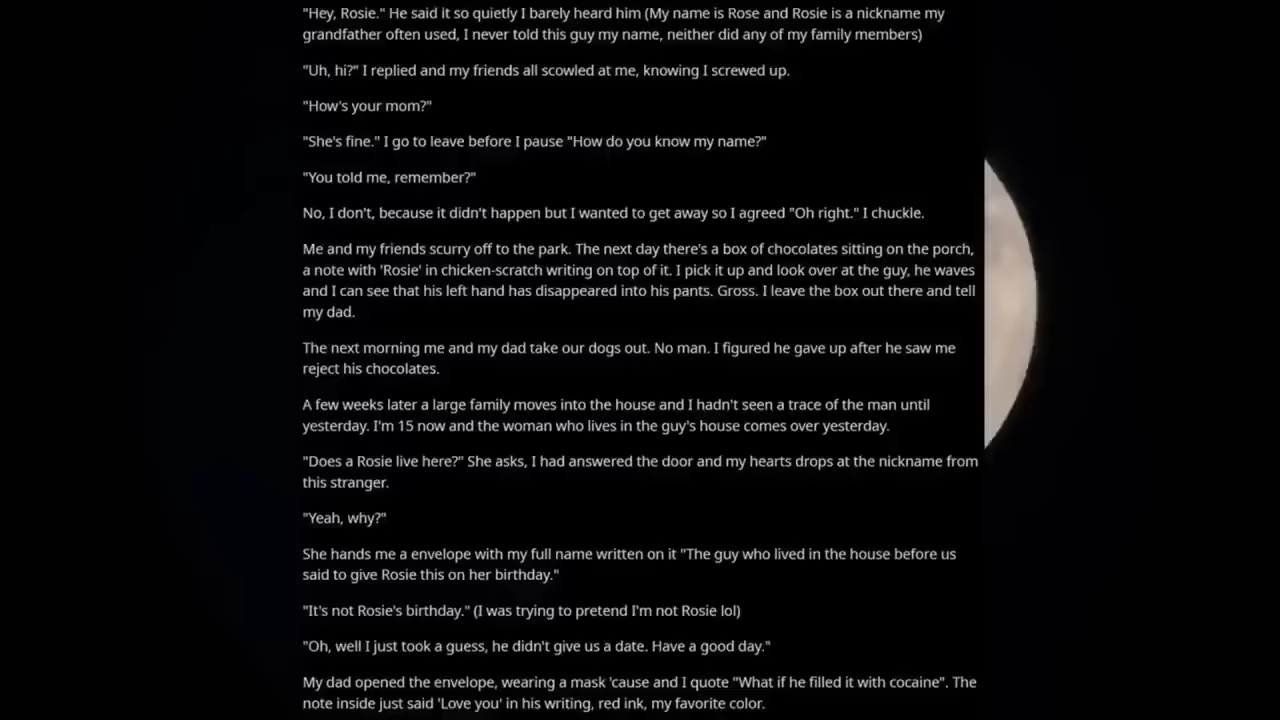 "Hey, Rosie." He said it so quietly I barely heard him (My name is Rose and Rosie is a nickname my
grandfather often used, I never told this guy my name, neither did any of my family members)
"Uh, hi?" I replied and my friends all scowled at me, knowing I screwed up.
"How's your mom?"
"She's fine." I go to leave before I pause "How do you know my name?"
"You told me, remember?"
No, I don't, because it didn't happen but I wanted to get away so I agreed "Oh right." I chuckle.
Me and my friends scurry off to the park. The next day there's a box of chocolates sitting on the porch,
a note with 'Rosie' in chicken-scratch writing on top of it. I pick it up and look over at the guy, he waves
and I can see that his left hand has disappeared into his pants. Gross. I leave the box out there and tell
my dad.
The next morning me and my dad take our dogs out. No man. I figured he gave up after he saw me
reject his chocolates.
A few weeks later a large family moves into the house and I hadn't seen a trace of the man until
yesterday. I'm 15 now and the woman who lives in the guy's house comes over yesterday.
"Does a Rosie live here?" She asks, I had answered the door and my hearts drops at the nickname from
this stranger.
"Yeah, why?"
She hands me a envelope with my full name written on it "The guy who lived in the house before us
said to give Rosie this on her birthday."
"It's not Rosie's birthday." (I was trying to pretend I'm not Rosie lol)
"Oh, well I just took a guess, he didn't give us a date. Have a good day."
My dad opened the envelope, wearing a mask 'cause and I quote "What if he filled it with cocaine". The
note inside just said 'Love you' in his writing, red ink, my favorite color.